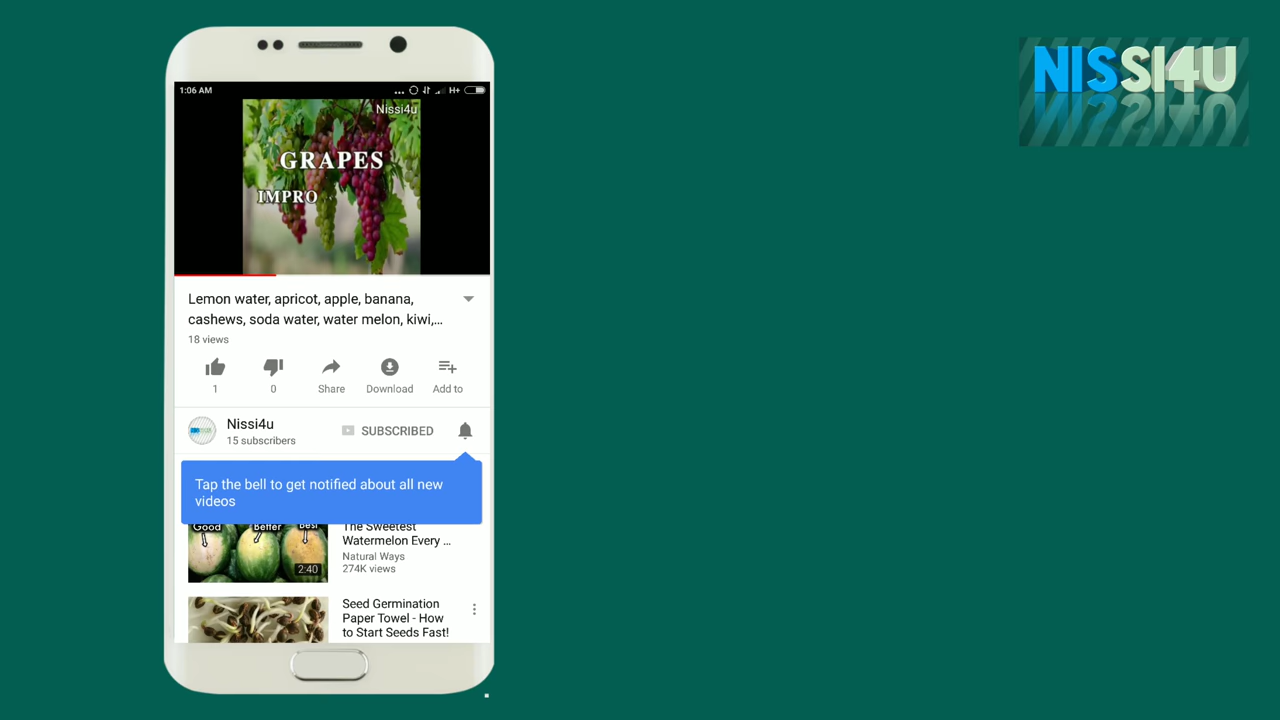 NISSI4U
1:06 AM
H+
Nissi4u
GRAPES
IMPRO
Lemon water, apricot, apple, banana,
cashews, soda water, water melon, kiwi,...
18 views
1
0
Share
Download
Add to
Nissi4u
SUBSCRIBED
15 subscribers
Tap the bell to get notified about all new
videos
Good
Better
Best
The Sweetest
Watermelon Every ...
Natural Ways
274K views
2:40
Seed Germination
Paper Towel - How
to Start Seeds Fast!